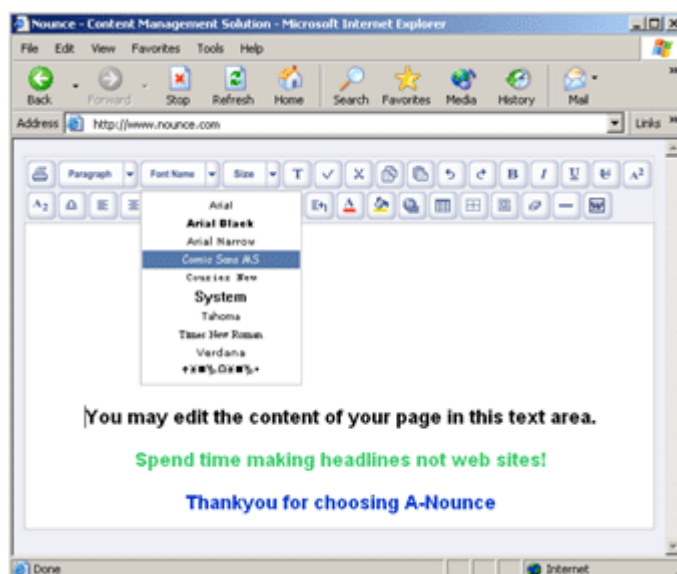 Nounce - Content Management Solution - Microsoft Internet Explorer
File Edit View Favorites Tools Help
Back Forward Stop Refresh Home Search Favorites Media History Mail
Address http://www.nounce.com Links
Paragraph Font Name Size T B I U A²
A₂ Ω
Arial
Arial Black
Arial Narrow
Comic Sans MS
Courier New
System
Tahoma
Times New Roman
Verdana
You may edit the content of your page in this text area.
Spend time making headlines not web sites!
Thankyou for choosing A-Nounce
Done Internet